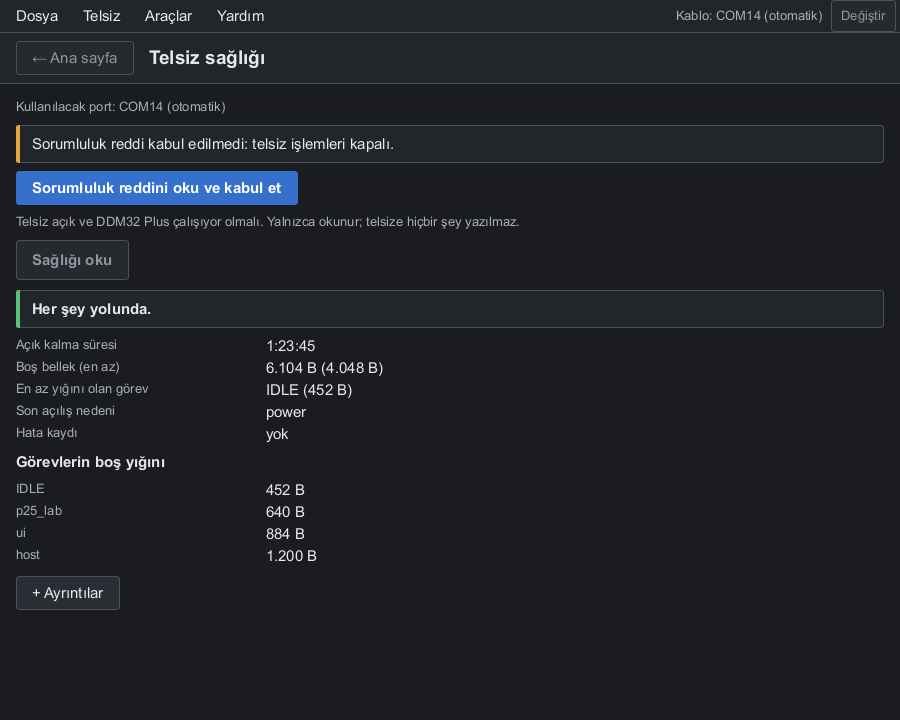 Dosya Telsiz Araçlar Yardım Kablo: COM14 (otomatik) Değiştir
← Ana sayfa Telsiz sağlığı
Kullanılacak port: COM14 (otomatik)
Sorumluluk reddi kabul edilmedi: telsiz işlemleri kapalı.
Sorumluluk reddini oku ve kabul et
Telsiz açık ve DDM32 Plus çalışıyor olmalı. Yalnızca okunur; telsize hiçbir şey yazılmaz.
Sağlığı oku
Her şey yolunda.
Açık kalma süresi 1:23:45
Boş bellek (en az) 6.104 B (4.048 B)
En az yığını olan görev IDLE (452 B)
Son açılış nedeni power
Hata kaydı yok
Görevlerin boş yığını
IDLE 452 B
p25_lab 640 B
ui 884 B
host 1.200 B
+ Ayrıntılar